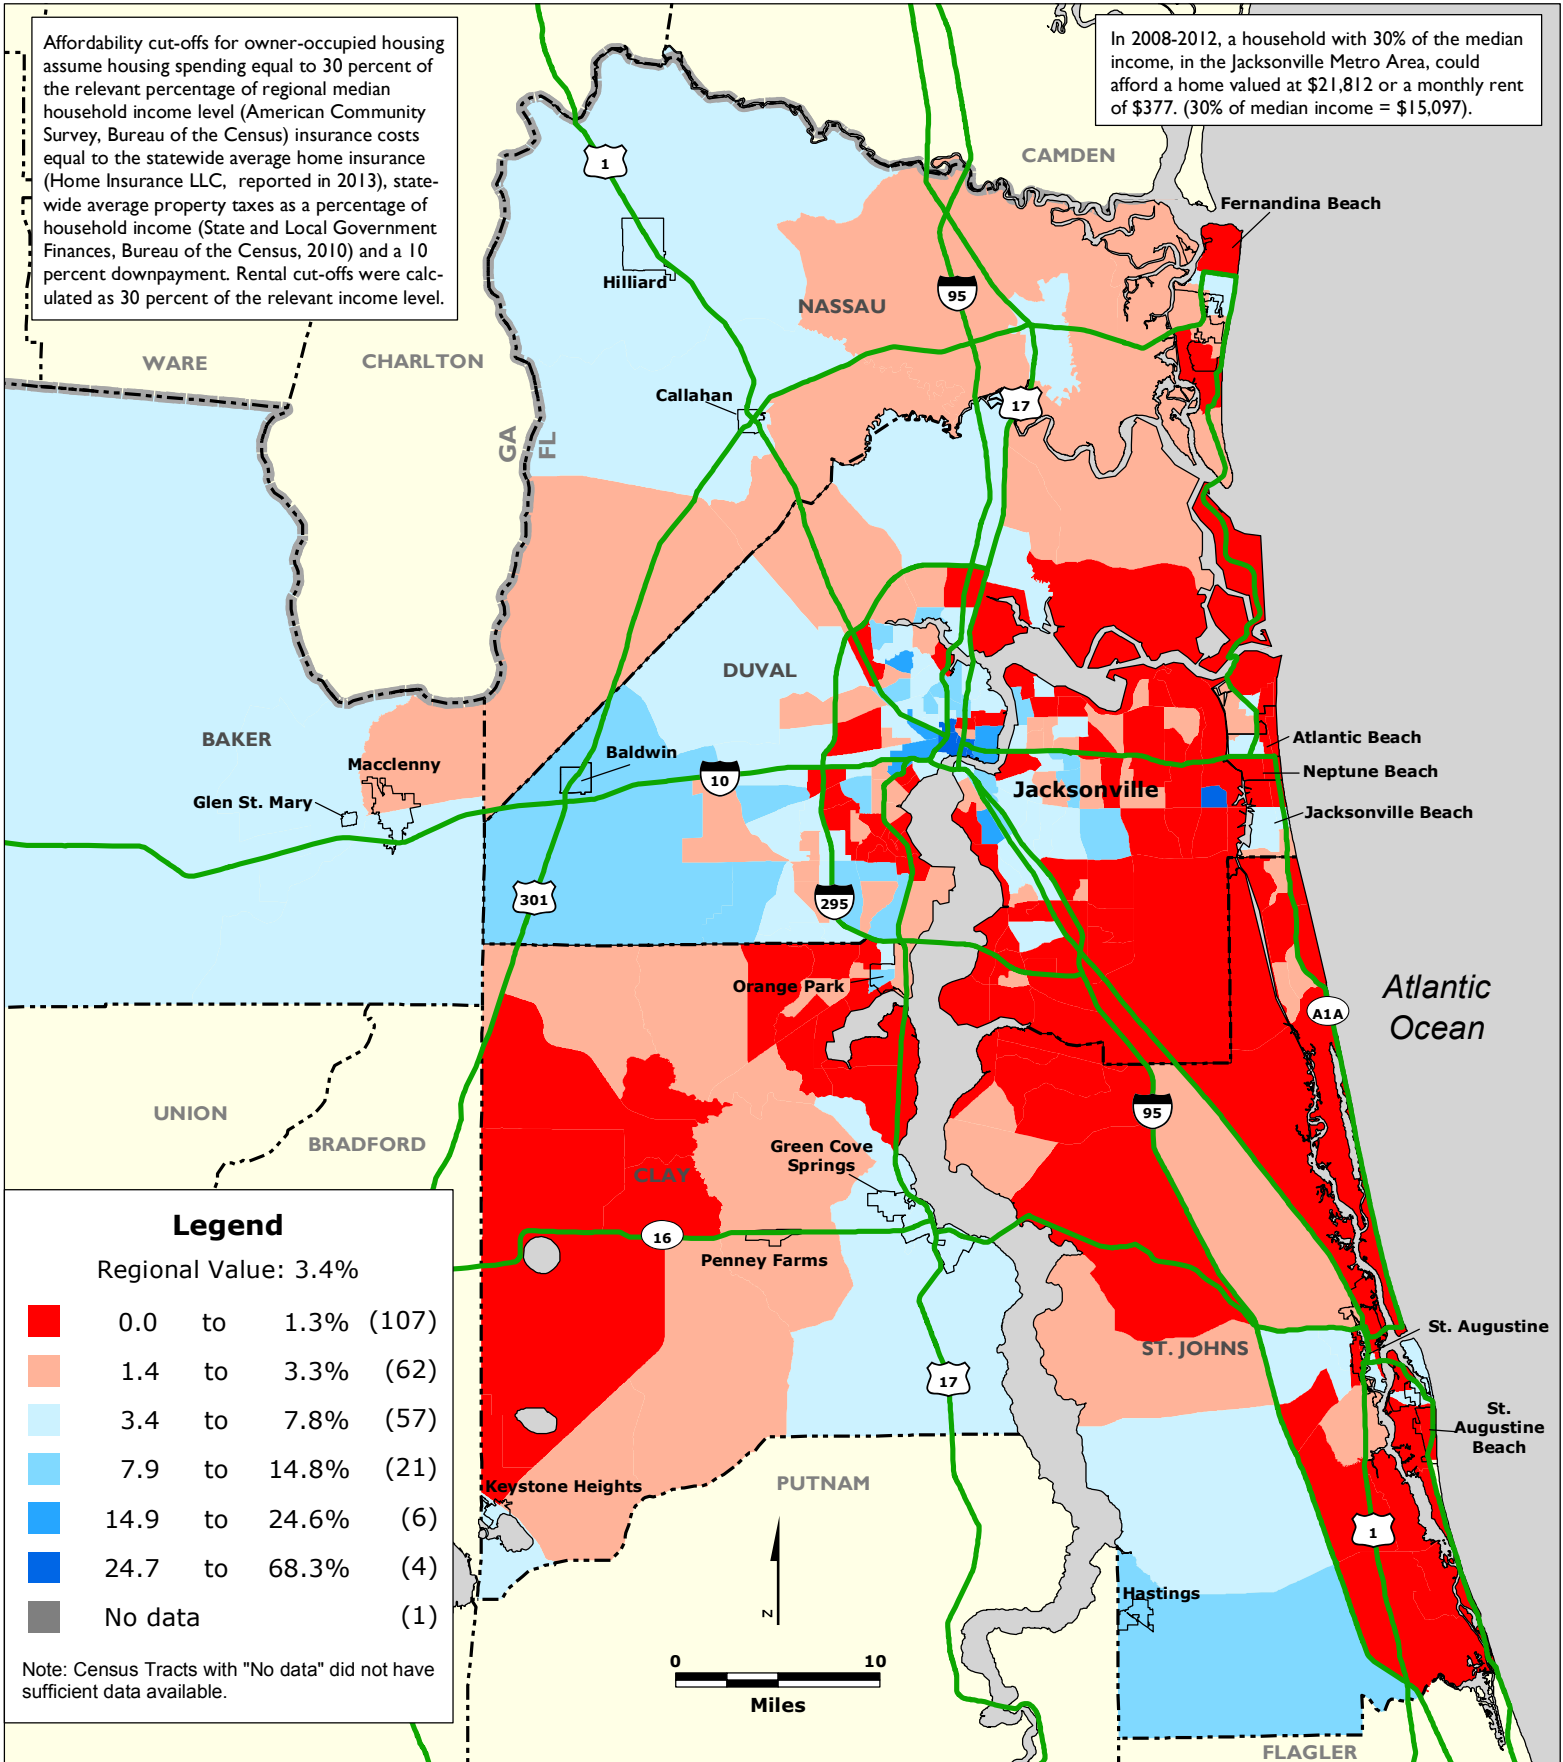 Affordability cut-offs for owner-occupied housing
assume housing spending equal to 30 percent of
the relevant percentage of regional median
household income level (American Community
Survey, Bureau of the Census) insurance costs
equal to the statewide average home insurance
(Home Insurance LLC, reported in 2013), state-
wide average property taxes as a percentage of
household income (State and Local Government
Finances, Bureau of the Census, 2010) and a 10
percent downpayment. Rental cut-offs were calc-
ulated as 30 percent of the relevant income level.
In 2008-2012, a household with 30% of the median
income, in the Jacksonville Metro Area, could
afford a home valued at $21,812 or a monthly rent
of $377. (30% of median income = $15,097).
CAMDEN
1
Fernandina Beach
Hilliard
95
NASSAU
WARE
CHARLTON
Callahan
17
GA
FL
DUVAL
BAKER
Baldwin
Atlantic Beach
Macclenny
10
Neptune Beach
Glen St. Mary
Jacksonville
Jacksonville Beach
301
295
Orange Park
Atlantic
Ocean
A1A
UNION
95
BRADFORD
Green Cove
Springs
CLAY
16
Penney Farms
St. Augustine
ST. JOHNS
17
St.
Augustine
Beach
Keystone Heights
PUTNAM
1
Hastings
N
0 10
Miles
FLAGLER
Legend
Regional Value: 3.4%
0.0 to 1.3% (107)
1.4 to 3.3% (62)
3.4 to 7.8% (57)
7.9 to 14.8% (21)
14.9 to 24.6% (6)
24.7 to 68.3% (4)
No data (1)
Note: Census Tracts with "No data" did not have
sufficient data available.